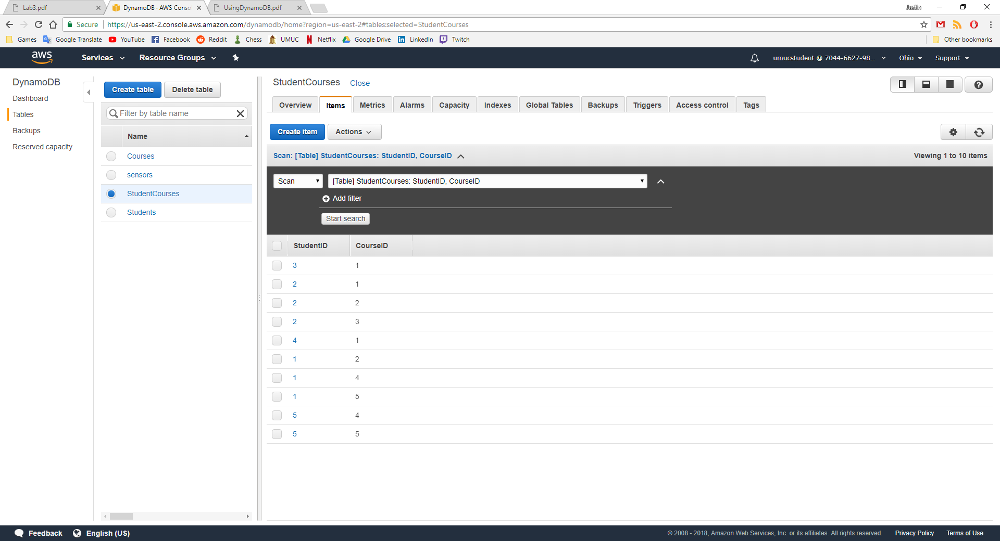 Lab3.pdf
DynamoDB · AWS Conso
UsingDynamoDB.pdf
Justin
Secure
https://us-east-2.console.aws.amazon.com/dynamodb/home?region=us-east-2#tables:selected=StudentCourses
Games Google Translate YouTube Facebook Reddit Chess UMUC Netflix Google Drive LinkedIn Twitch Other bookmarks
aws Services Resource Groups umucstudent @ 7044-6627-98... Ohio Support
DynamoDB
Dashboard
Tables
Backups
Reserved capacity
Create table Delete table
Filter by table name
Name
Courses
sensors
StudentCourses
Students
StudentCourses Close
Overview Items Metrics Alarms Capacity Indexes Global Tables Backups Triggers Access control Tags
Create item Actions
Scan: [Table] StudentCourses: StudentID, CourseID Viewing 1 to 10 items
Scan [Table] StudentCourses: StudentID, CourseID
Add filter
Start search
StudentID CourseID
3 1
2 1
2 2
2 3
4 1
1 2
1 4
1 5
5 4
5 5
Feedback English (US) © 2008 - 2018, Amazon Web Services, Inc. or its affiliates. All rights reserved. Privacy Policy Terms of Use